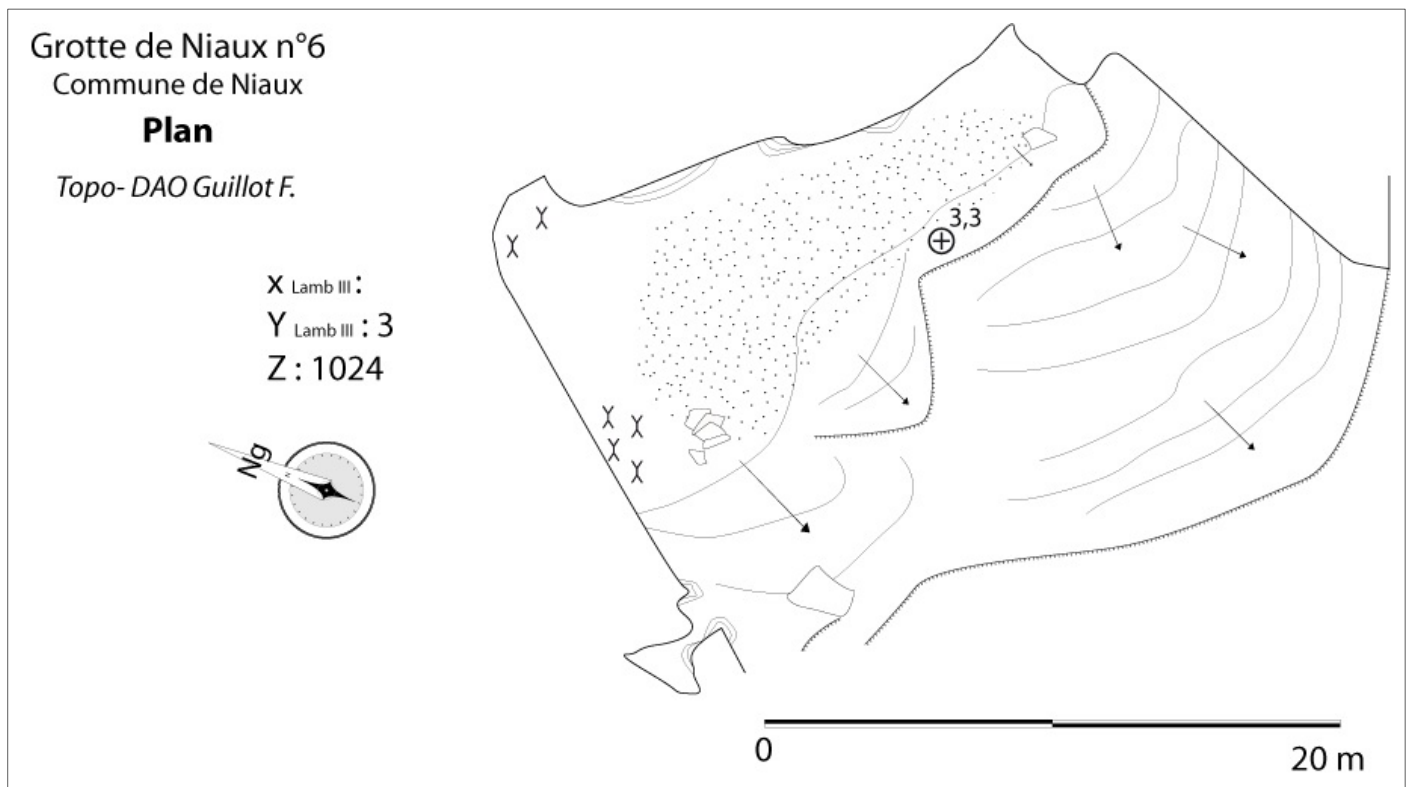 Grotte de Niaux n°6
Commune de Niaux
Plan
Topo- DAO Guillot F.
X Lamb III :
Y Lamb III : 3
Z : 1024
Ng
3,3
0
20 m